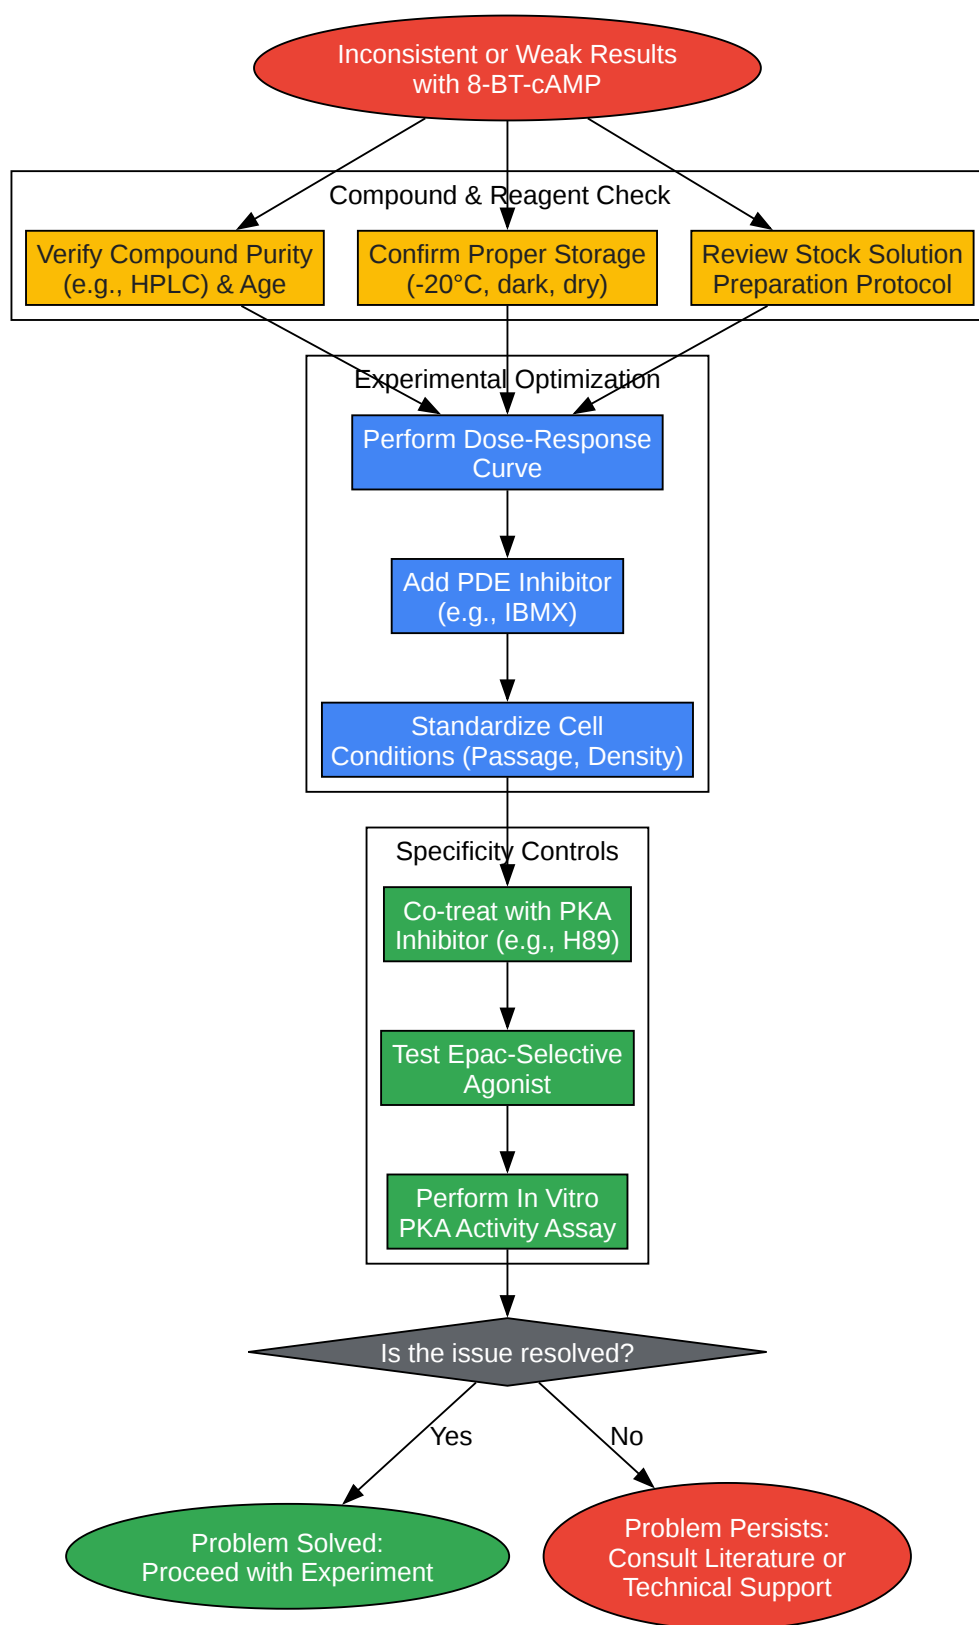 Inconsistent or Weak Results
with 8-BT-cAMP
Compound & Reagent Check
Verify Compound Purity
(e.g., HPLC) & Age
Confirm Proper Storage
(-20°C, dark, dry)
Review Stock Solution
Preparation Protocol
Experimental Optimization
Perform Dose-Response
Curve
Add PDE Inhibitor
(e.g., IBMX)
Standardize Cell
Conditions (Passage, Density)
Specificity Controls
Co-treat with PKA
Inhibitor (e.g., H89)
Test Epac-Selective
Agonist
Perform In Vitro
PKA Activity Assay
Is the issue resolved?
Yes
No
Problem Solved:
Proceed with Experiment
Problem Persists:
Consult Literature or
Technical Support